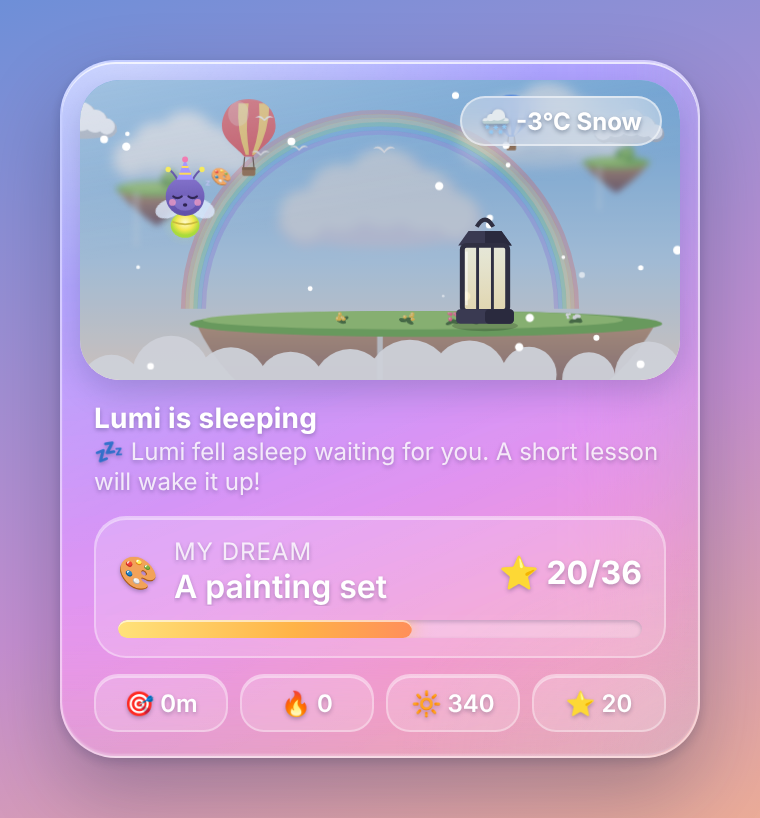 -3°C Snow
Lumi is sleeping
💤 Lumi fell asleep waiting for you. A short lesson
will wake it up!
MY DREAM
A painting set
⭐ 20/36
🎯 0m
🔥 0
🔆 340
⭐ 20